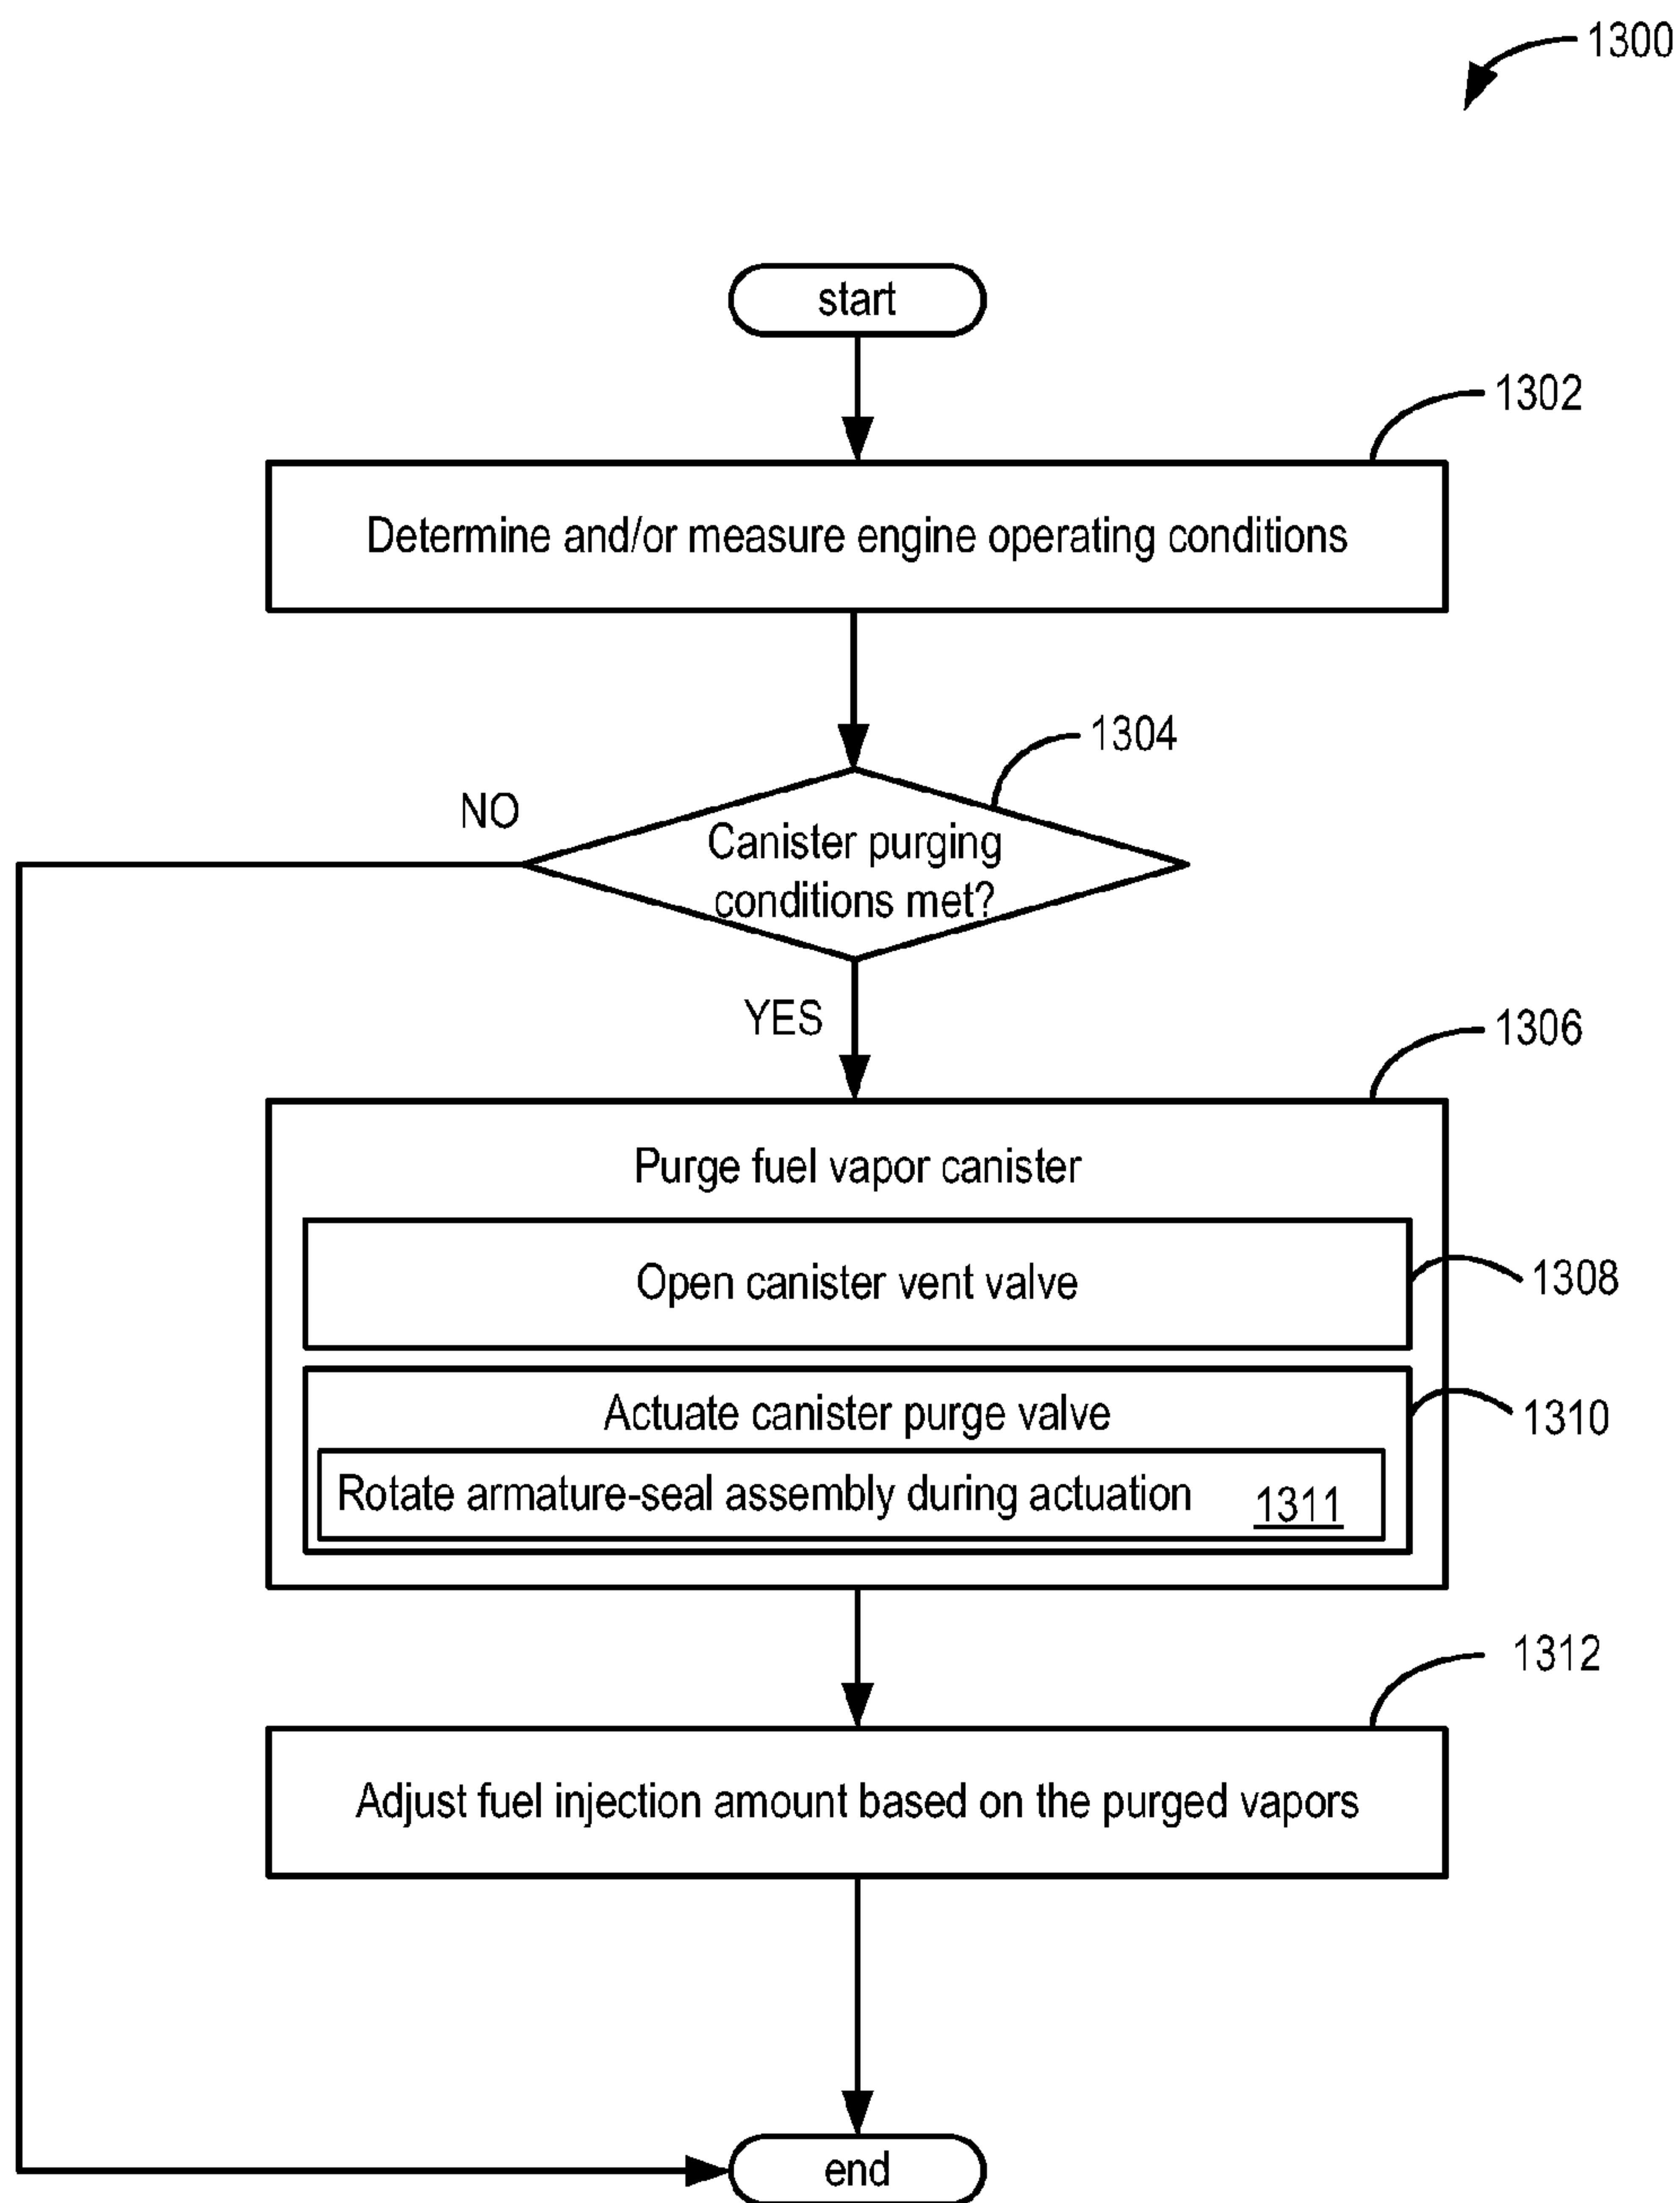 1300
start
1302
Determine and/or measure engine operating conditions
1304
NO
Canister purging
conditions met?
YES
1306
Purge fuel vapor canister
Open canister vent valve
1308
Actuate canister purge valve
1310
Rotate armature-seal assembly during actuation 1311
1312
Adjust fuel injection amount based on the purged vapors
end